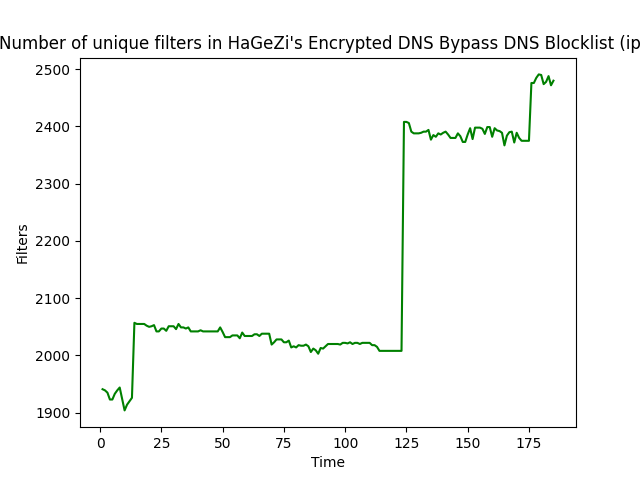 Number of unique filters in HaGeZi's Encrypted DNS Bypass DNS Blocklist (ip
2500
2400
2300
2200
2100
2000
1900
Filters
0 25 50 75 100 125 150 175
Time